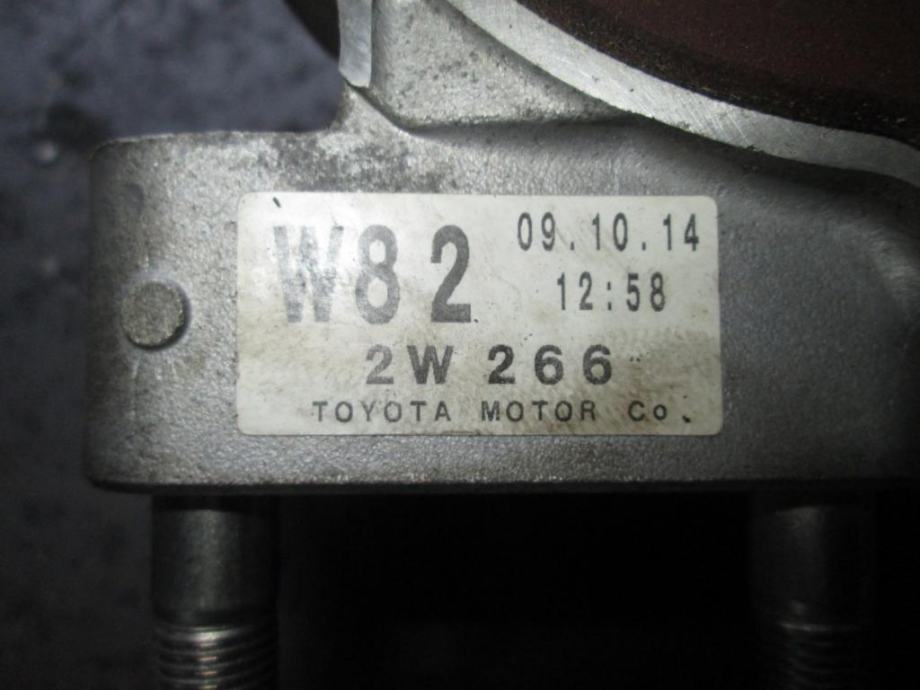 W82 09.10.14
12:58
2W 266
TOYOTA MOTOR Co.